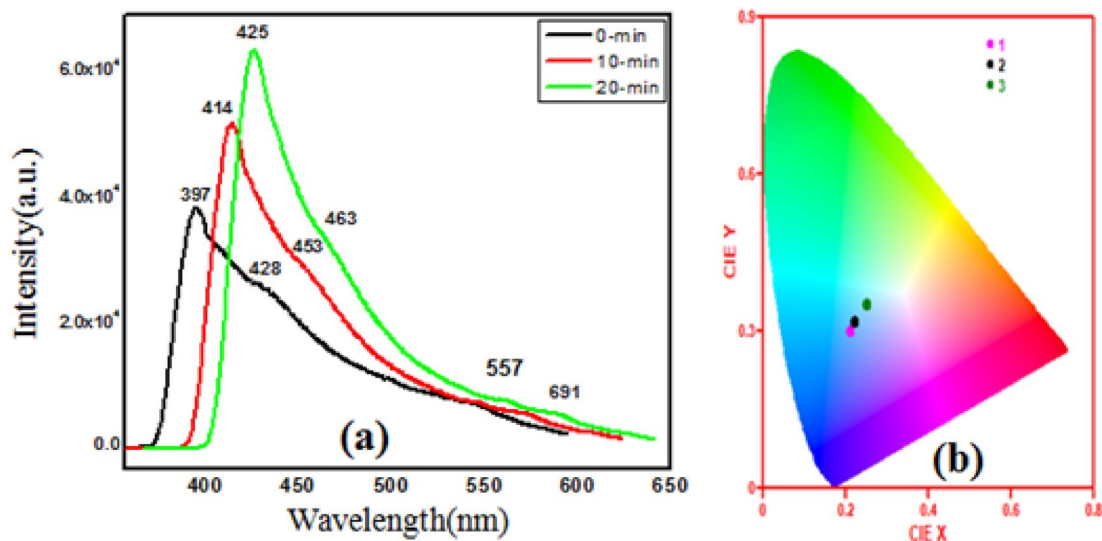 425
0-min
10-min
20-min
6.0x10⁴
414
4.0x10⁴
397
463
453
428
2.0x10⁴
557
691
0.0
(a)
400 450 500 550 600 650
Wavelength(nm)
Intensity(a.u.)
0.9
1
2
3
0.6
CIE Y
0.3
(b)
0
0 0.2 0.4 0.6 0.8
CIE X